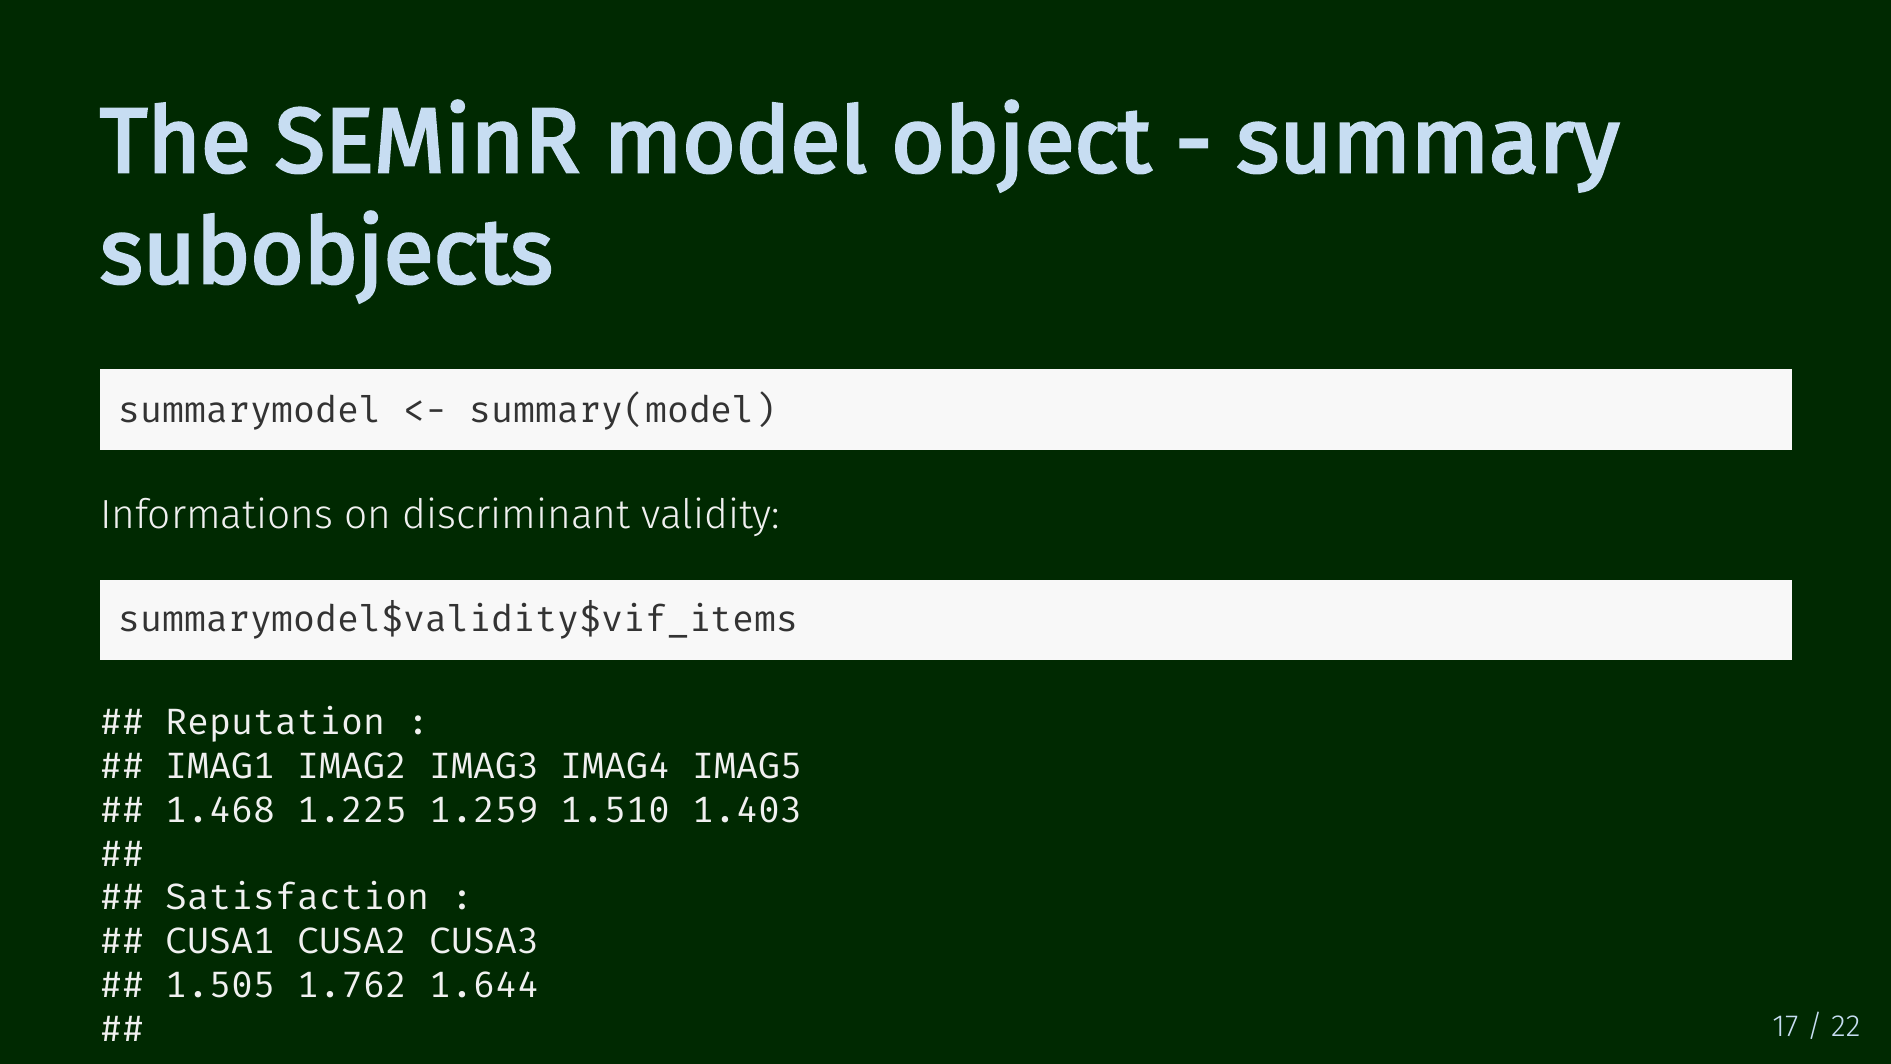 The SEMinR model object - summary
subobjects
summarymodel <- summary(model)
Informations on discriminant validity:
summarymodel$validity$vif_items
## Reputation :
## IMAG1 IMAG2 IMAG3 IMAG4 IMAG5
## 1.468 1.225 1.259 1.510 1.403
##
## Satisfaction :
## CUSA1 CUSA2 CUSA3
## 1.505 1.762 1.644
##
17 / 22